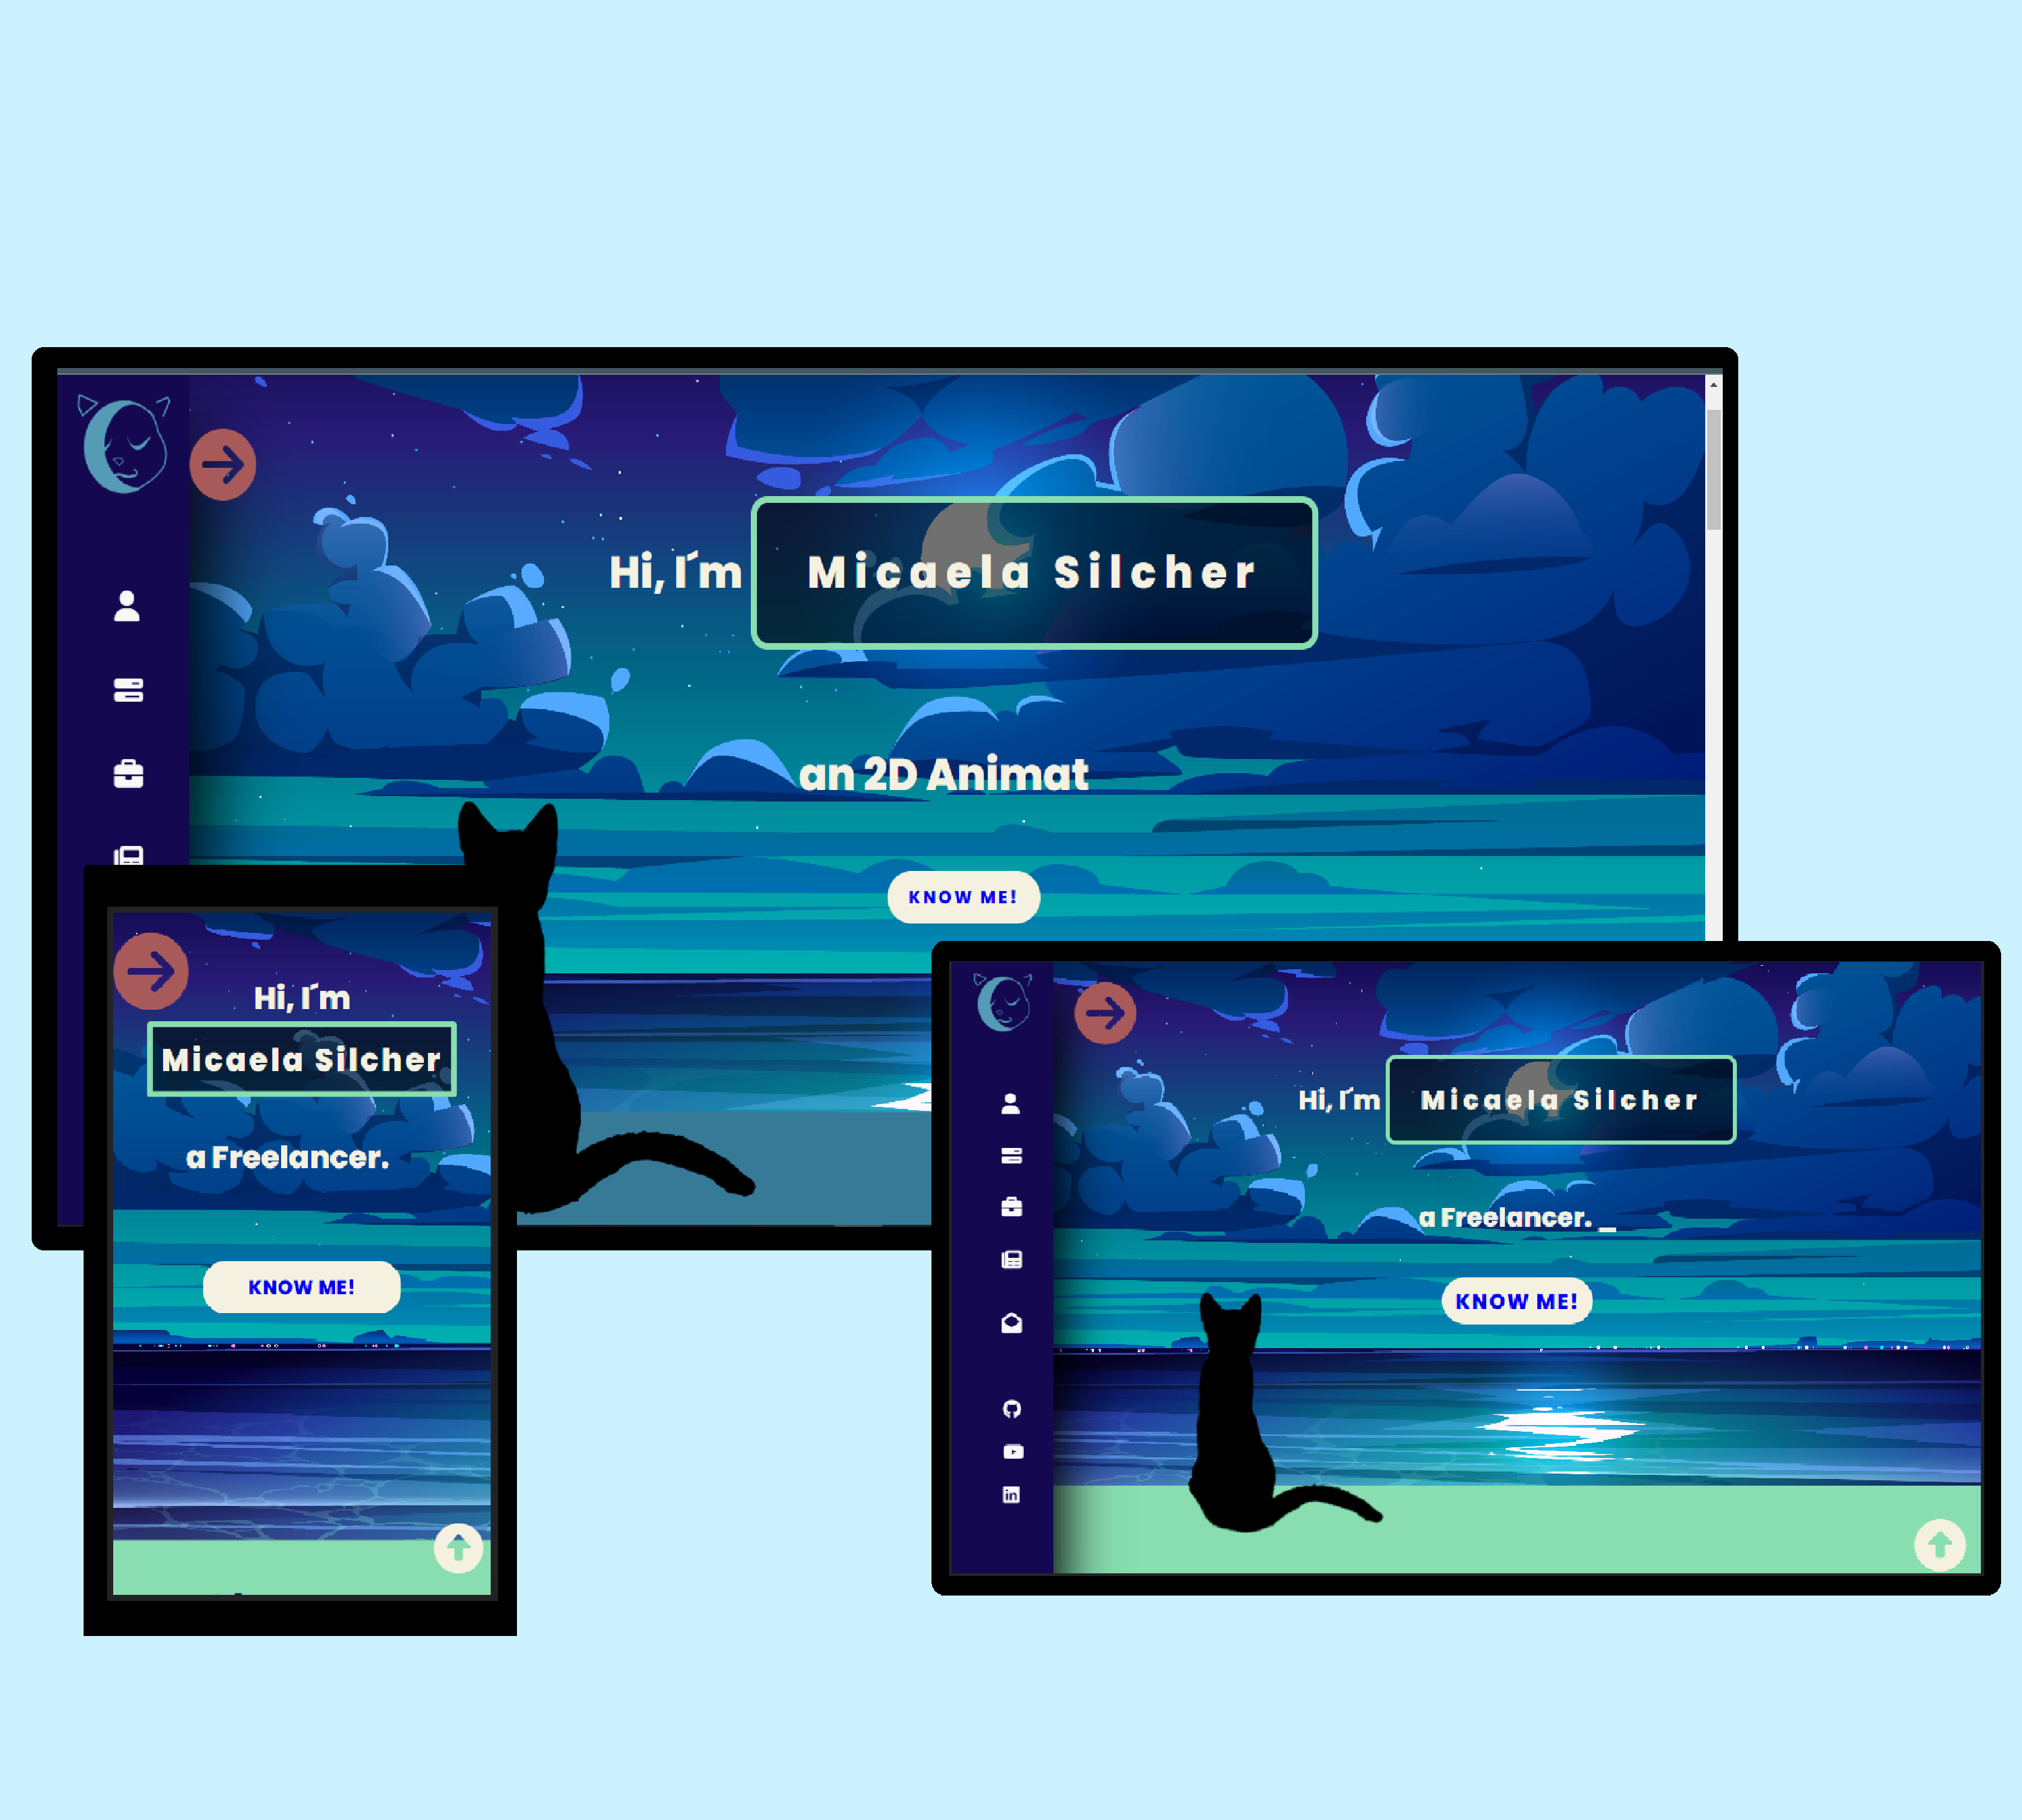 Hi, I´m Micaela Silcher
an 2D Animat
KNOW ME!
Hi, I´m
Micaela Silcher
a Freelancer.
KNOW ME!
Hi, I´m Micaela Silcher
a Freelancer. _
KNOW ME!
in